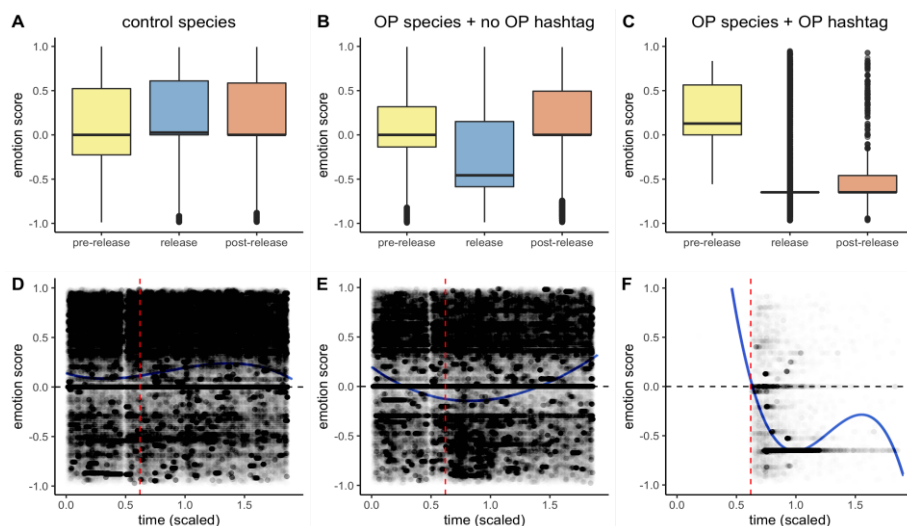 A control species
B OP species + no OP hashtag
C OP species + OP hashtag
emotion score
1.0
0.5
0.0
-0.5
-1.0
pre-release release post-release
emotion score
1.0
0.5
0.0
-0.5
-1.0
pre-release release post-release
emotion score
1.0
0.5
0.0
-0.5
-1.0
pre-release release post-release
D
emotion score
1.0
0.5
0.0
-0.5
-1.0
0.0 0.5 1.0 1.5
time (scaled)
E
emotion score
1.0
0.5
0.0
-0.5
-1.0
0.0 0.5 1.0 1.5
time (scaled)
F
emotion score
1.0
0.5
0.0
-0.5
-1.0
0.0 0.5 1.0 1.5
time (scaled)